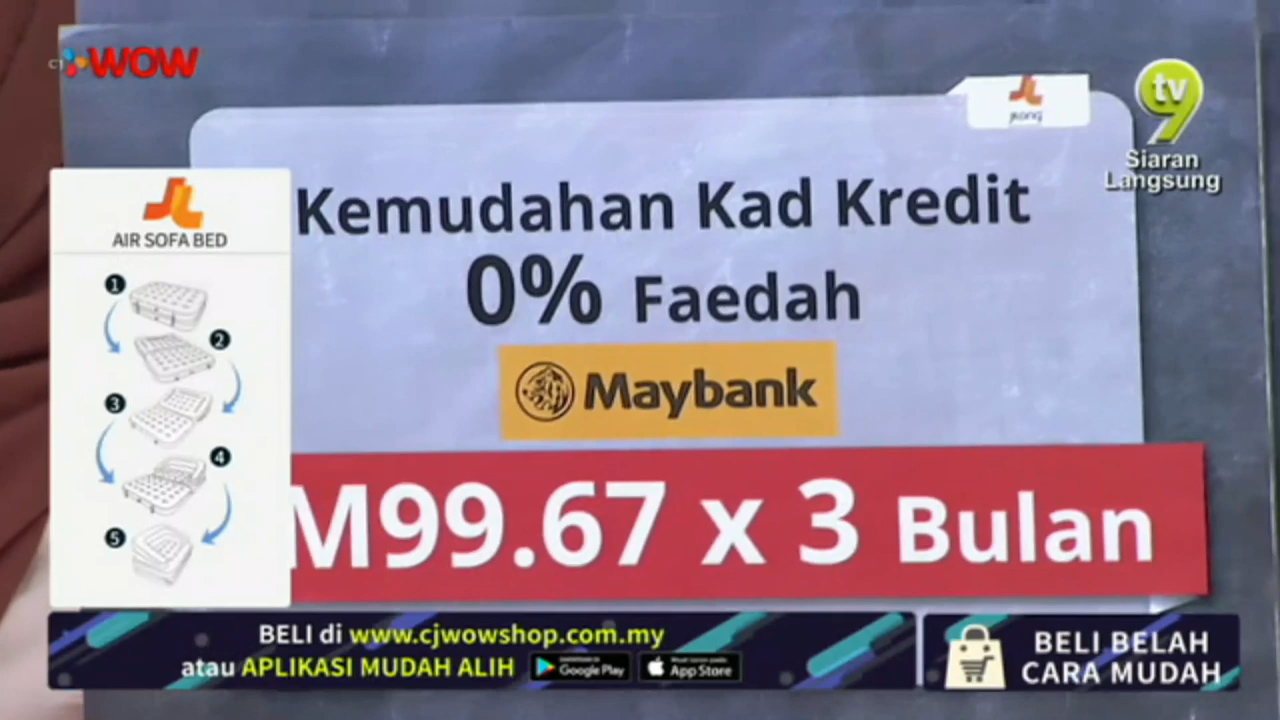 CJ WOW
tv9
Siaran
Langsung
AIR SOFA BED
1
2
3
4
5
Kemudahan Kad Kredit
0% Faedah
Maybank
M99.67 x 3 Bulan
BELI di www.cjwowshop.com.my
atau APLIKASI MUDAH ALIH
Google Play
App Store
BELI BELAH
CARA MUDAH